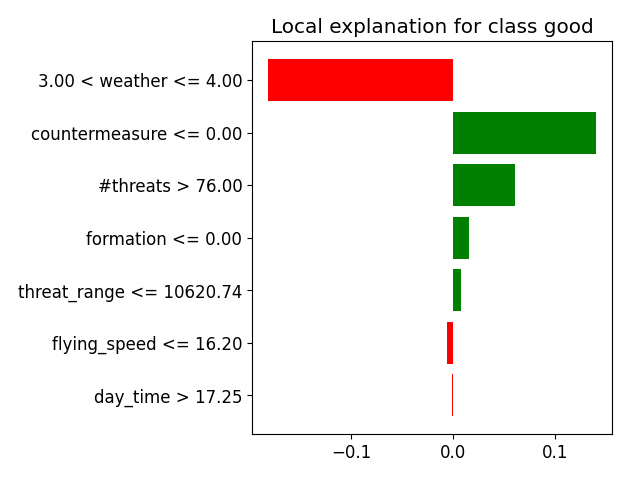 Local explanation for class good
3.00 < weather <= 4.00
countermeasure <= 0.00
#threats > 76.00
formation <= 0.00
threat_range <= 10620.74
flying_speed <= 16.20
day_time > 17.25
−0.1 0.0 0.1